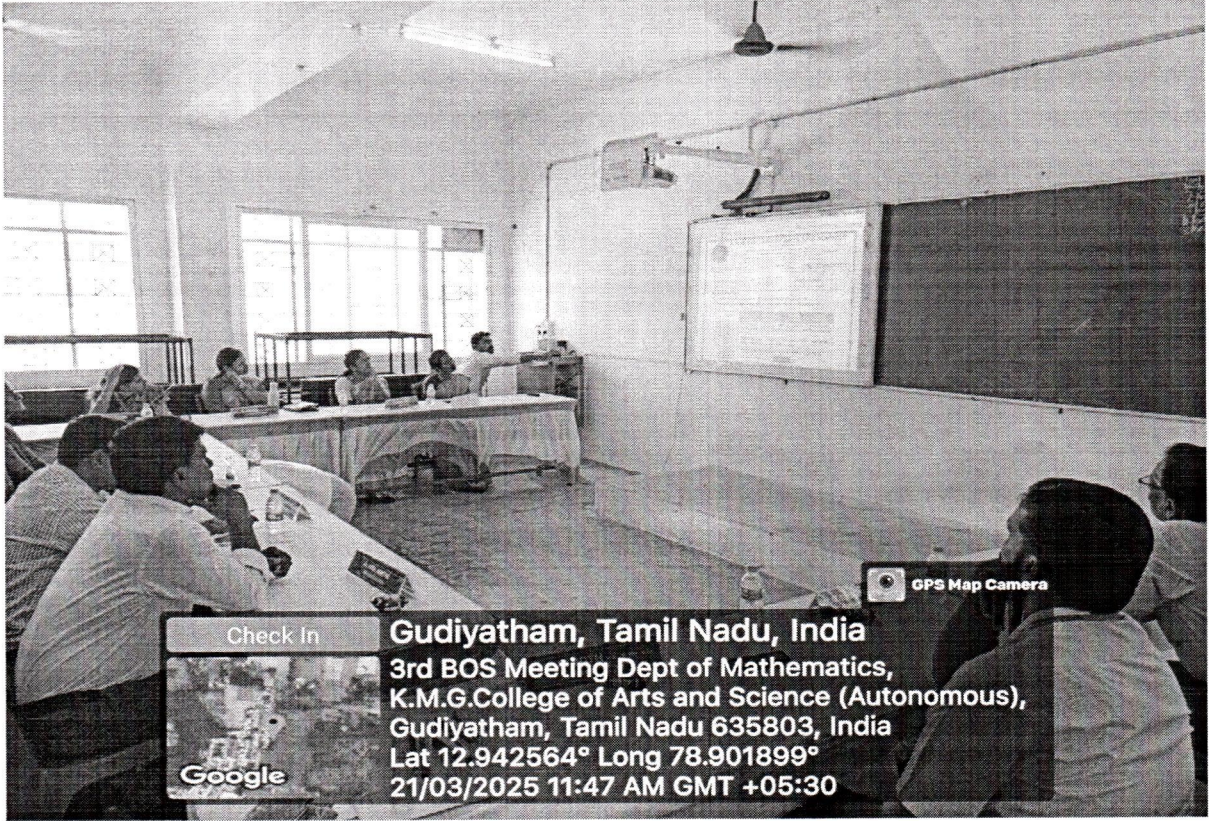 GPS Map Camera
Check In
Gudiyatham, Tamil Nadu, India
3rd BOS Meeting Dept of Mathematics,
K.M.G.College of Arts and Science (Autonomous),
Gudiyatham, Tamil Nadu 635803, India
Lat 12.942564° Long 78.901899°
21/03/2025 11:47 AM GMT +05:30
Google